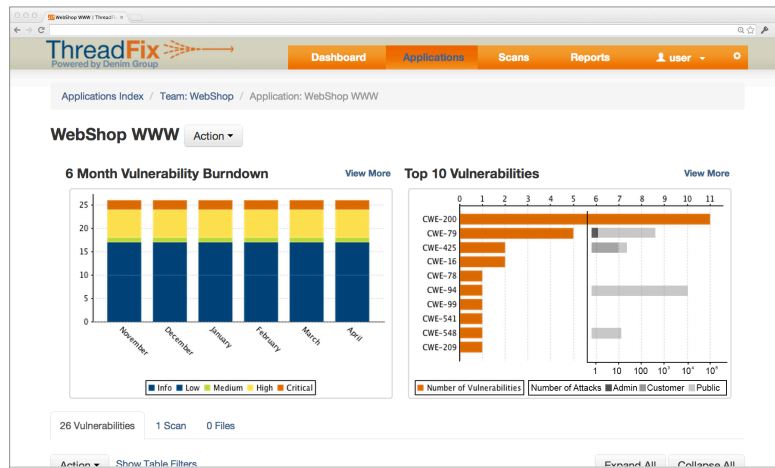 WebShop WWW | ThreadFix
ThreadFix
Powered by Denim Group
Dashboard Applications Scans Reports user
Applications Index / Team: WebShop / Application: WebShop WWW
WebShop WWW Action
6 Month Vulnerability Burndown View More
25
20
15
10
5
0
November December January February March April
Info Low Medium High Critical
Top 10 Vulnerabilities View More
0 1 2 3 4 5 6 7 8 9 10 11
CWE-200
CWE-79
CWE-425
CWE-16
CWE-78
CWE-94
CWE-99
CWE-541
CWE-548
CWE-209
1 10 100 10³ 10⁴ 10⁵
Number of Vulnerabilities Number of Attacks Admin Customer Public
26 Vulnerabilities 1 Scan 0 Files
Action Show Table Filters Expand All Collapse All